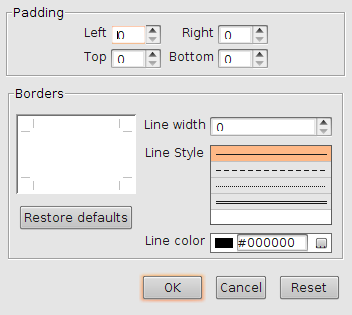 Padding
Left 0 Right 0
Top 0 Bottom 0
Borders
Line width 0
Line Style
Restore defaults
Line color #000000 ...
OK Cancel Reset